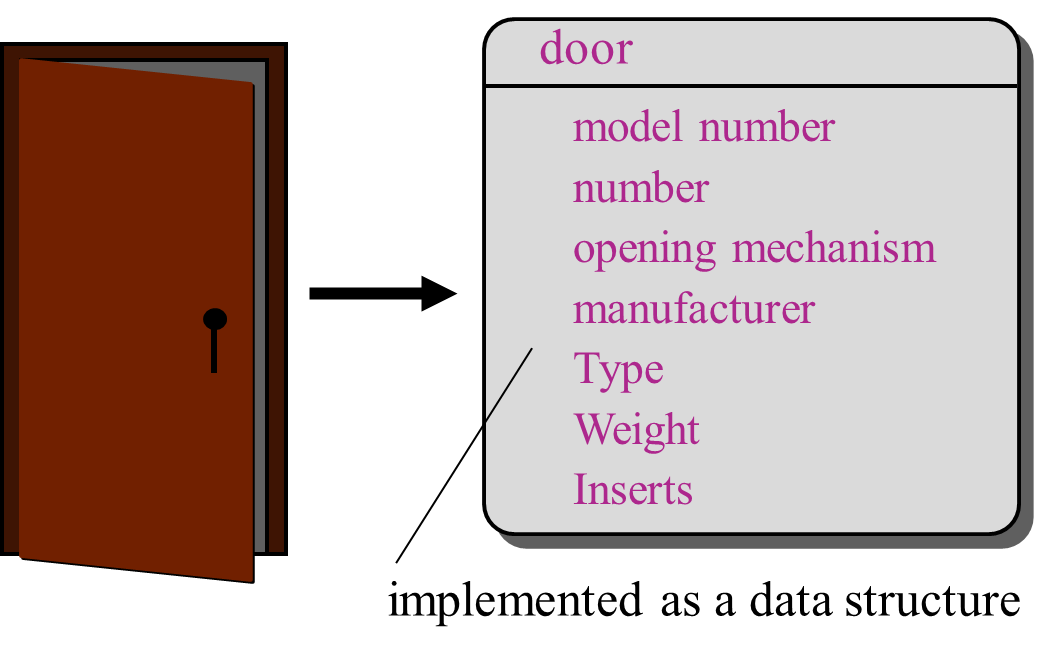 door
model number
number
opening mechanism
manufacturer
Type
Weight
Inserts
implemented as a data structure